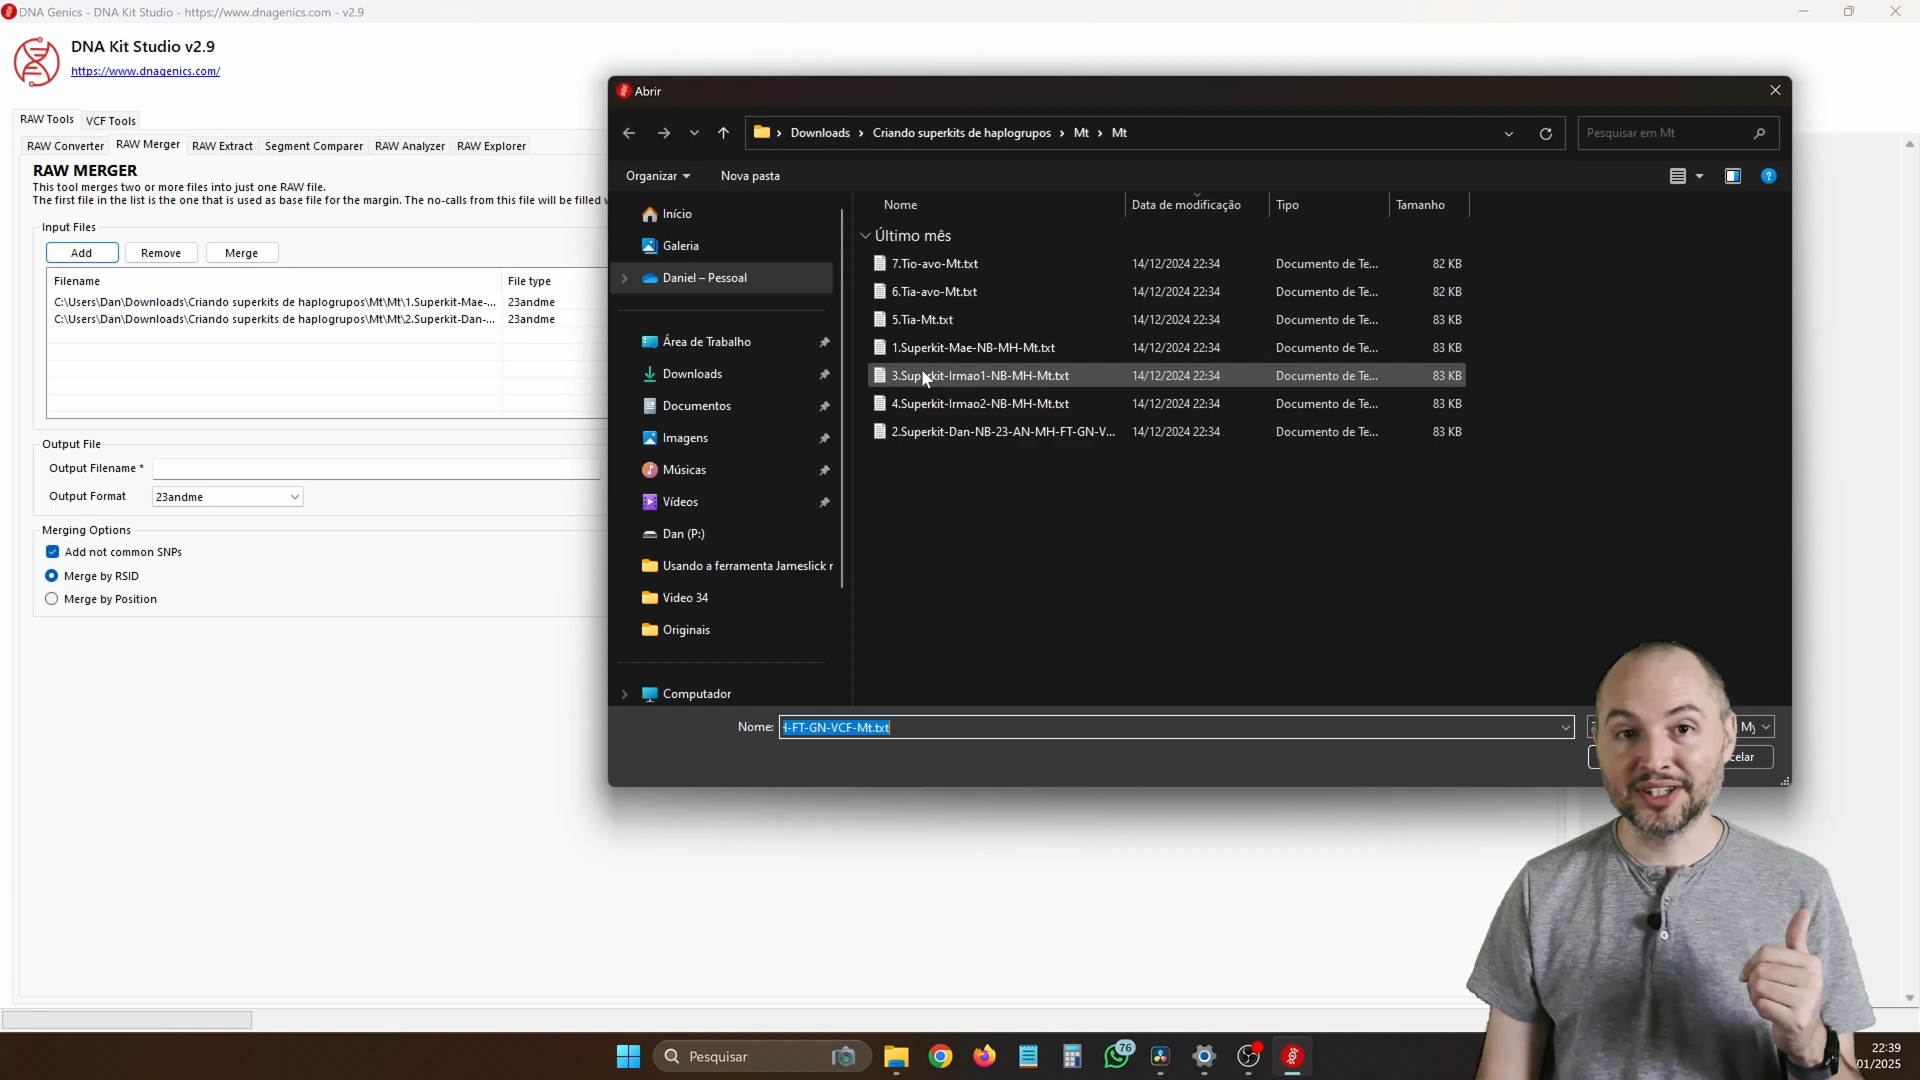 DNA Genics - DNA Kit Studio - https://www.dnagenics.com - v2.9
DNA Kit Studio v2.9
https://www.dnagenics.com/
RAW Tools
VCF Tools
RAW Converter
RAW Merger
RAW Extract
Segment Comparer
RAW Analyzer
RAW Explorer
RAW MERGER
This tool merges two or more files into just one RAW file.
The first file in the list is the one that is used as base file for the margin. The no-calls from this file will be filled
Input Files
Add
Remove
Merge
Filename
File type
C:\Users\Dan\Downloads\Criando superkits de haplogrupos\Mt\Mt\1.Superkit-Mae-... 23andme
C:\Users\Dan\Downloads\Criando superkits de haplogrupos\Mt\Mt\2.Superkit-Dan-... 23andme
Output File
Output Filename *
Output Format
23andme
Merging Options
Add not common SNPs
Merge by RSID
Merge by Position
Abrir
Downloads > Criando superkits de haplogrupos > Mt > Mt
Pesquisar em Mt
Organizar
Nova pasta
Início
Galeria
Daniel – Pessoal
Área de Trabalho
Downloads
Documentos
Imagens
Músicas
Vídeos
Dan (P:)
Usando a ferramenta Jameslick r
Video 34
Originais
Computador
Nome
Data de modificação
Tipo
Tamanho
Último mês
7.Tio-avo-Mt.txt 14/12/2024 22:34 Documento de Te... 82 KB
6.Tia-avo-Mt.txt 14/12/2024 22:34 Documento de Te... 82 KB
5.Tia-Mt.txt 14/12/2024 22:34 Documento de Te... 83 KB
1.Superkit-Mae-NB-MH-Mt.txt 14/12/2024 22:34 Documento de Te... 83 KB
3.Superkit-Irmao1-NB-MH-Mt.txt 14/12/2024 22:34 Documento de Te... 83 KB
4.Superkit-Irmao2-NB-MH-Mt.txt 14/12/2024 22:34 Documento de Te... 83 KB
2.Superkit-Dan-NB-23-AN-MH-FT-GN-V... 14/12/2024 22:34 Documento de Te... 83 KB
Nome:
-FT-GN-VCF-Mt.txt
My
celar
Pesquisar
76
22:39
01/2025